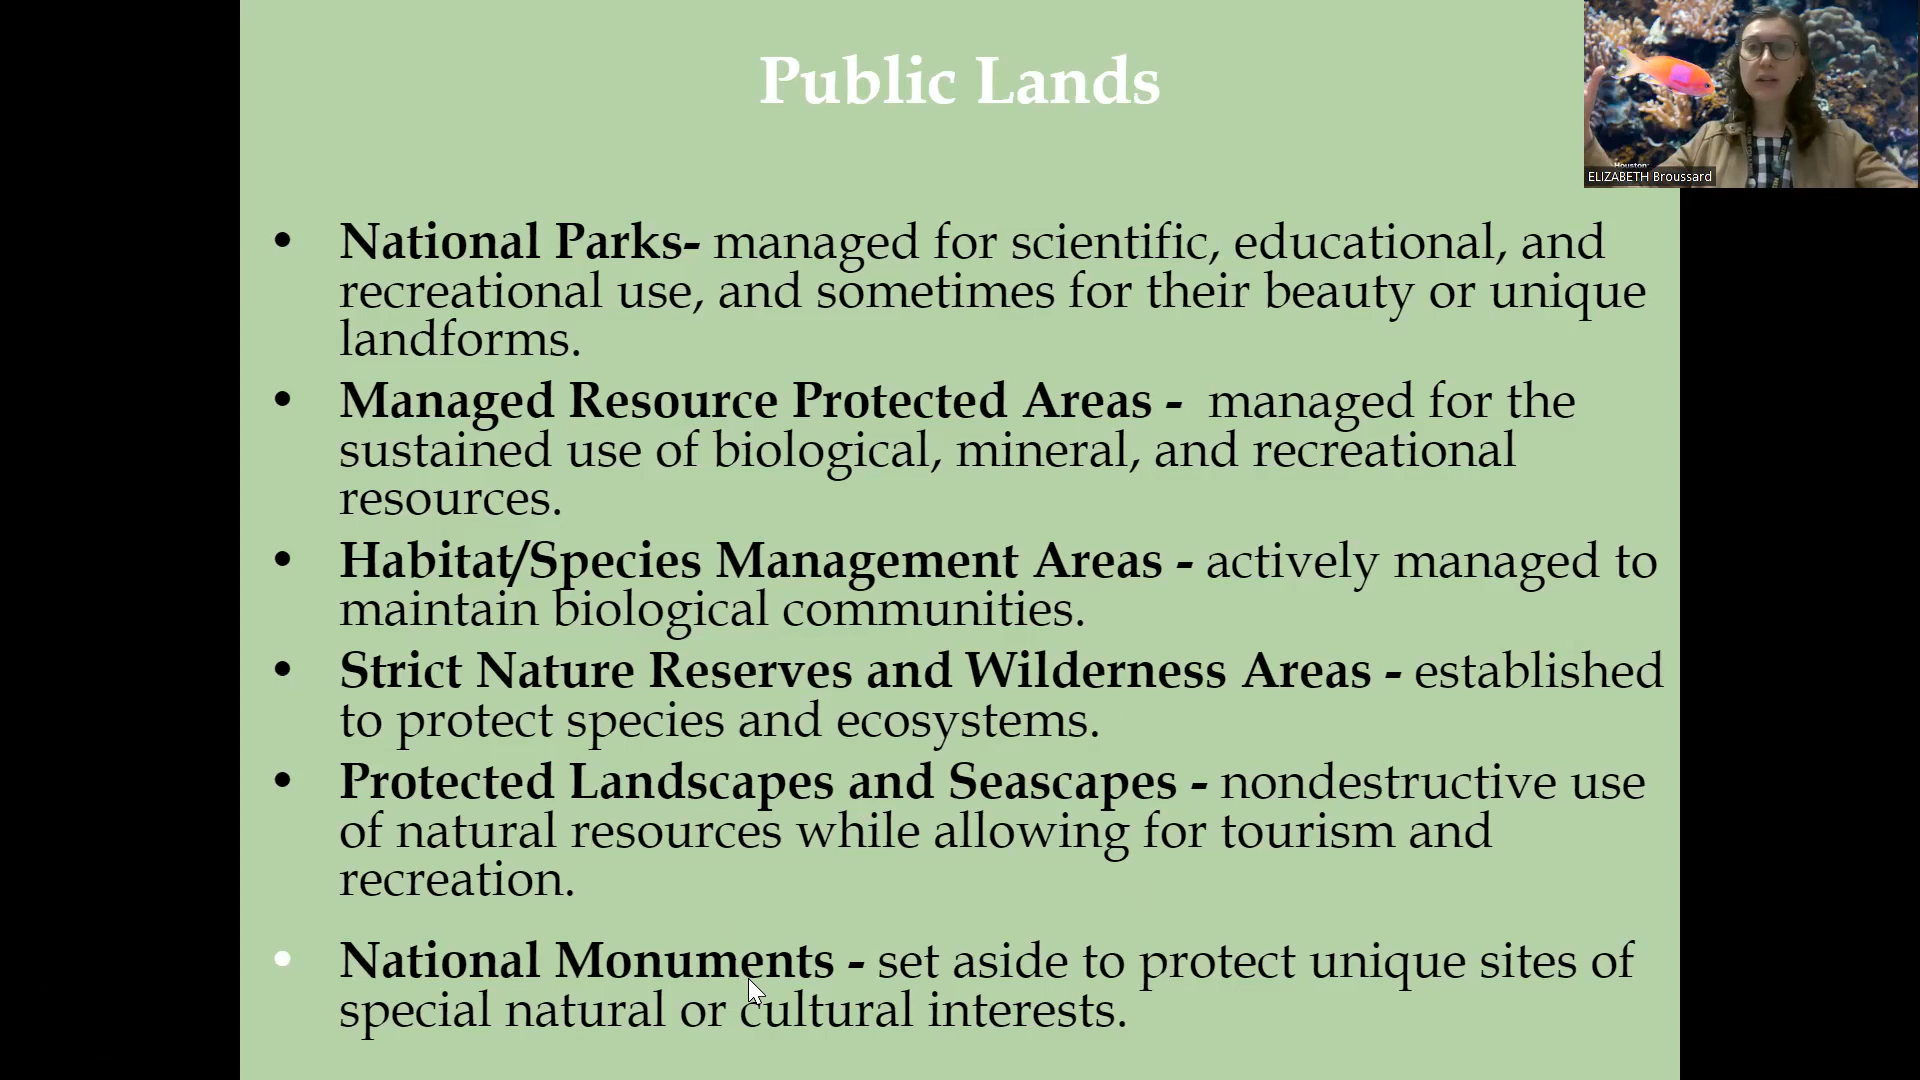 Public Lands
Houston
ELIZABETH Broussard
• National Parks- managed for scientific, educational, and
recreational use, and sometimes for their beauty or unique
landforms.
• Managed Resource Protected Areas - managed for the
sustained use of biological, mineral, and recreational
resources.
• Habitat/Species Management Areas - actively managed to
maintain biological communities.
• Strict Nature Reserves and Wilderness Areas - established
to protect species and ecosystems.
• Protected Landscapes and Seascapes - nondestructive use
of natural resources while allowing for tourism and
recreation.
• National Monuments - set aside to protect unique sites of
special natural or cultural interests.